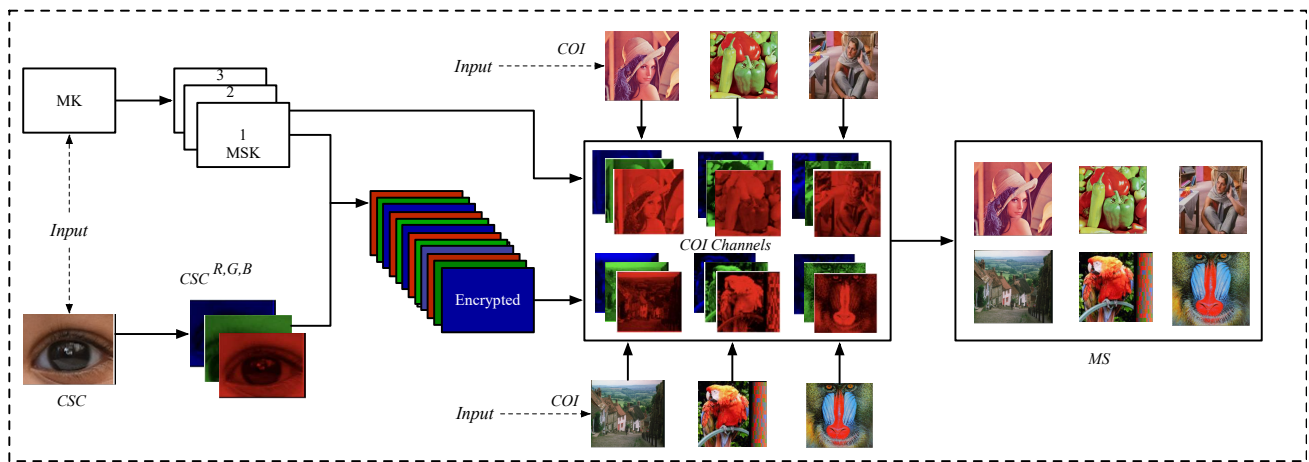 Input
COI
MK
3
2
1
MSK
Input
CSC R,G,B
COI Channels
Encrypted
CSC
Input
COI
MS